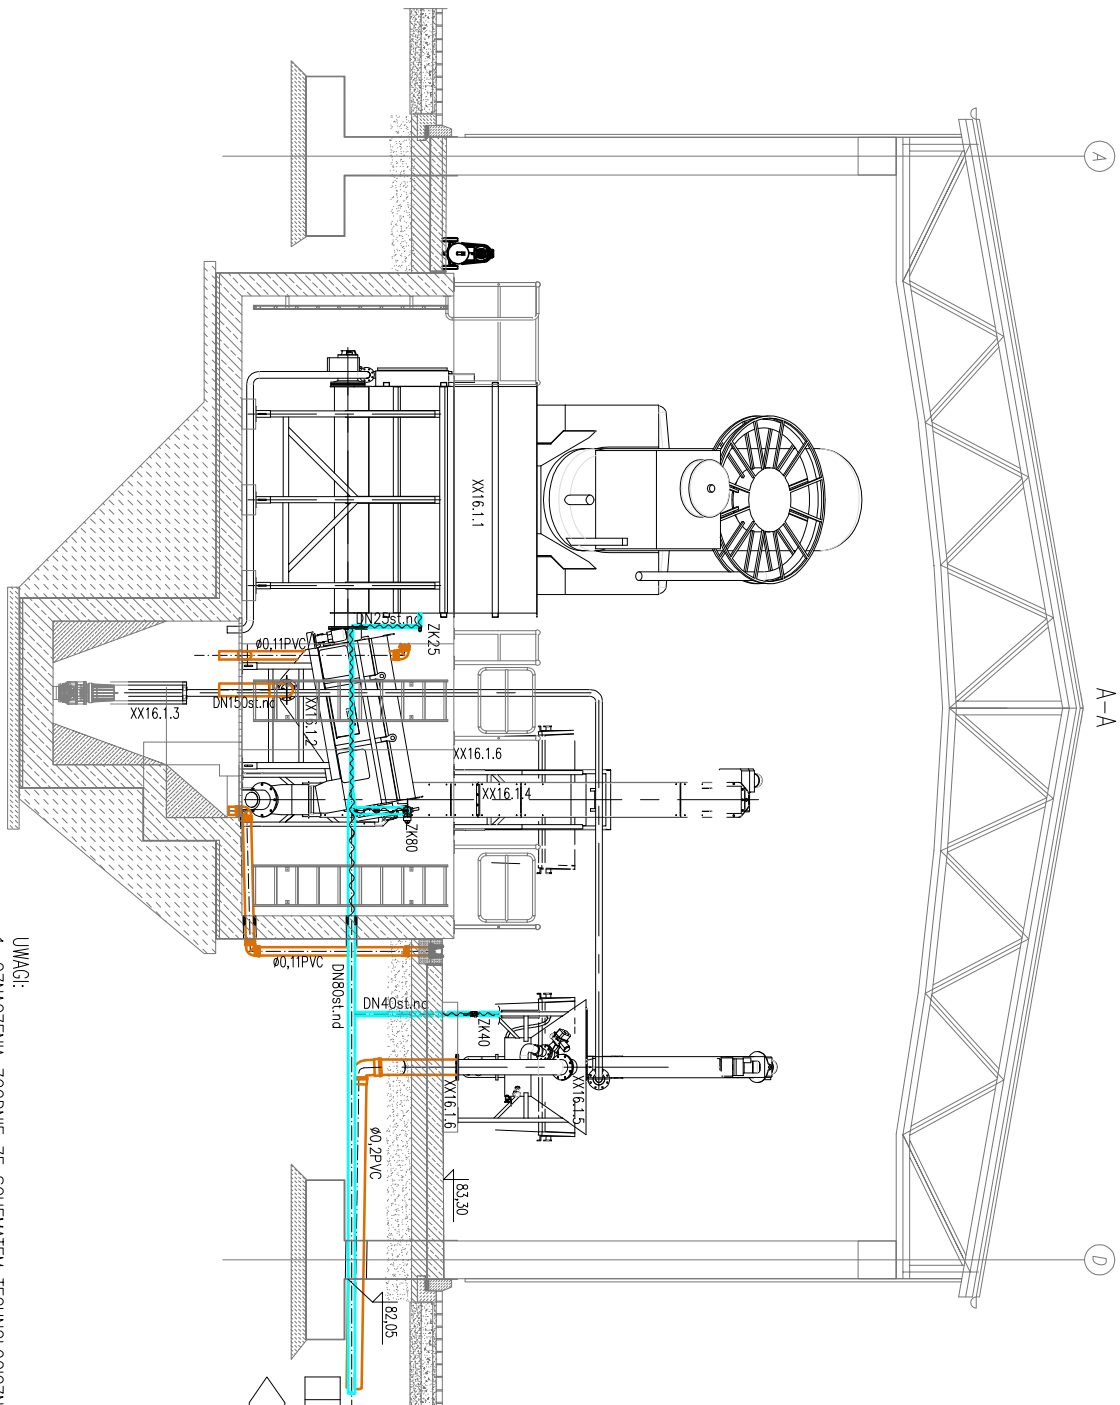 A-A
A
D
XX16.1.1
DN25st.nd
ZK25
ø0,11PVC
DN150st.nd
XX16.1.2
XX16.1.3
XX16.1.6
XX16.1.4
ZK80
ø0,11PVC
DN80st.nd
DN40st.nd
ZK40
XX16.1.5
XX16.1.6
ø0,2PVC
83,30
82,05
UWAGI: